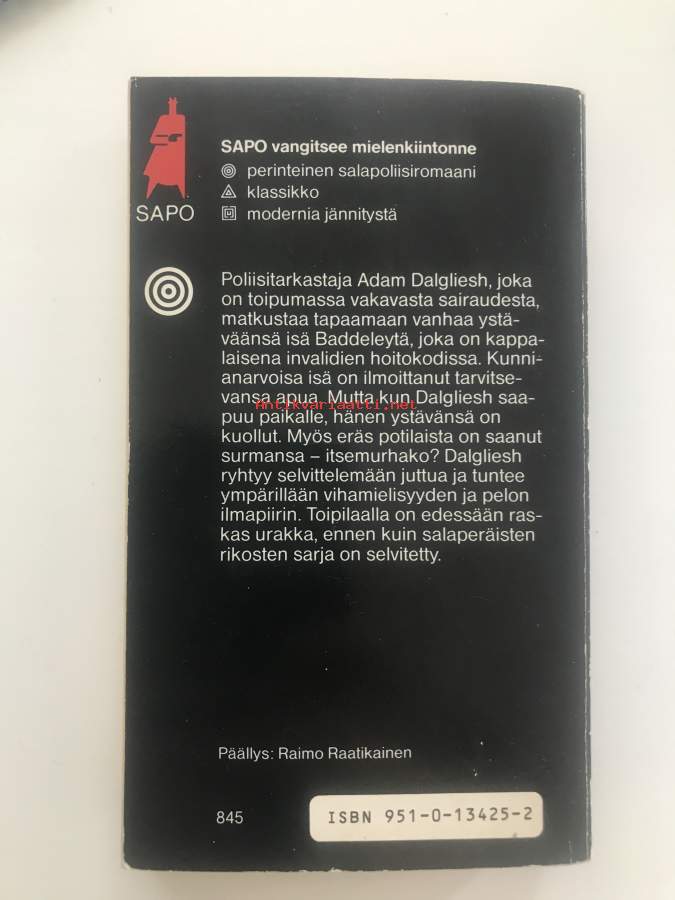 SAPO vangitsee mielenkiintonne
perinteinen salapoliisiromaani
klassikko
modernia jännitystä
SAPO
Poliisitarkastaja Adam Dalgliesh, joka
on toipumassa vakavasta sairaudesta,
matkustaa tapaamaan vanhaa ystä-
väänsä isä Baddeleytä, joka on kappa-
laisena invalidien hoitokodissa. Kunni-
anarvoisa isä on ilmoittanut tarvitse-
vansa apua. Mutta kun Dalgliesh saa-
Antikvariaatti.net
puu paikalle, hänen ystävänsä on
kuollut. Myös eräs potilaista on saanut
surmansa – itsemurhako? Dalgliesh
ryhtyy selvittelemään juttua ja tuntee
ympärillään vihamielisyyden ja pelon
ilmapiirin. Toipilaalla on edessään ras-
kas urakka, ennen kuin salaperäisten
rikosten sarja on selvitetty.
Päällys: Raimo Raatikainen
845
ISBN 951-0-13425-2